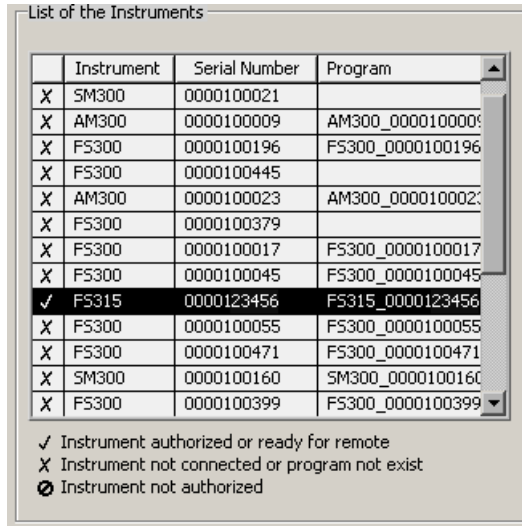 List of the Instruments
Instrument Serial Number Program
X SM300 0000100021
X AM300 0000100009 AM300_0000100009
X FS300 0000100196 FS300_0000100196
X FS300 0000100445
X AM300 0000100023 AM300_0000100023
X FS300 0000100379
X FS300 0000100017 FS300_0000100017
X FS300 0000100045 FS300_0000100045
✓ FS315 0000123456 FS315_0000123456
X FS300 0000100055 FS300_0000100055
X FS300 0000100471 FS300_0000100471
X SM300 0000100160 SM300_0000100160
X FS300 0000100399 FS300_0000100399
✓ Instrument authorized or ready for remote
X Instrument not connected or program not exist
Instrument not authorized